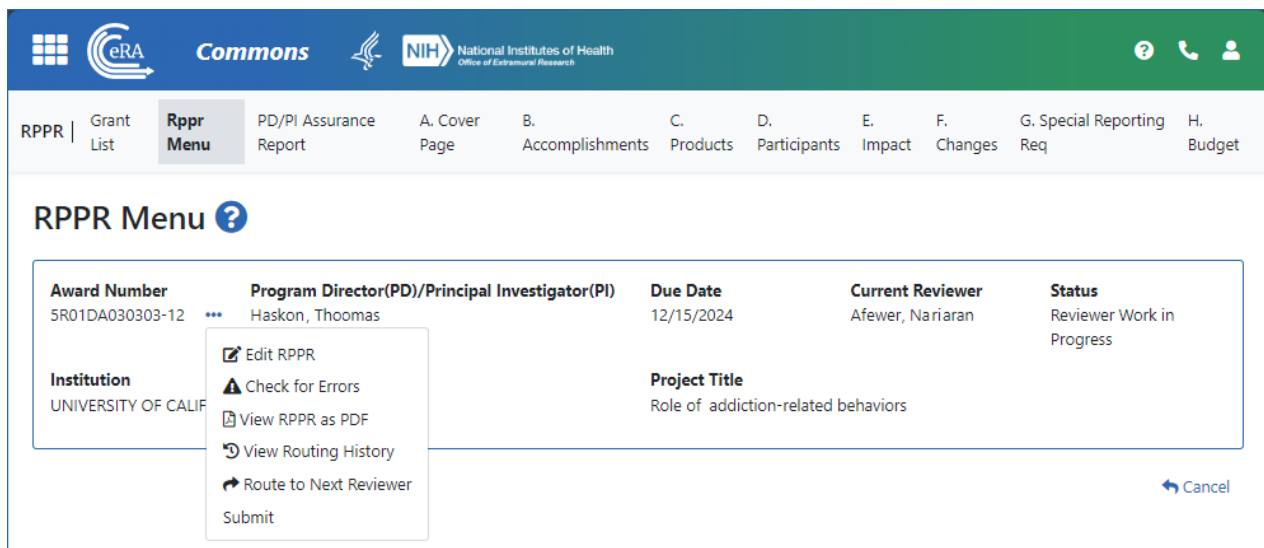 eRA
Commons
NIH
National Institutes of Health
Office of Extramural Research
RPPR
Grant List
Rppr Menu
PD/PI Assurance Report
A. Cover Page
B. Accomplishments
C. Products
D. Participants
E. Impact
F. Changes
G. Special Reporting Req
H. Budget
RPPR Menu ?
Award Number
5R01DA030303-12 •••
Program Director(PD)/Principal Investigator(PI)
Haskon, Thoomas
Due Date
12/15/2024
Current Reviewer
Afewer, Nariaran
Status
Reviewer Work in
Progress
Institution
UNIVERSITY OF CALIF
Project Title
Role of addiction-related behaviors
Edit RPPR
Check for Errors
View RPPR as PDF
View Routing History
Route to Next Reviewer
Submit
Cancel